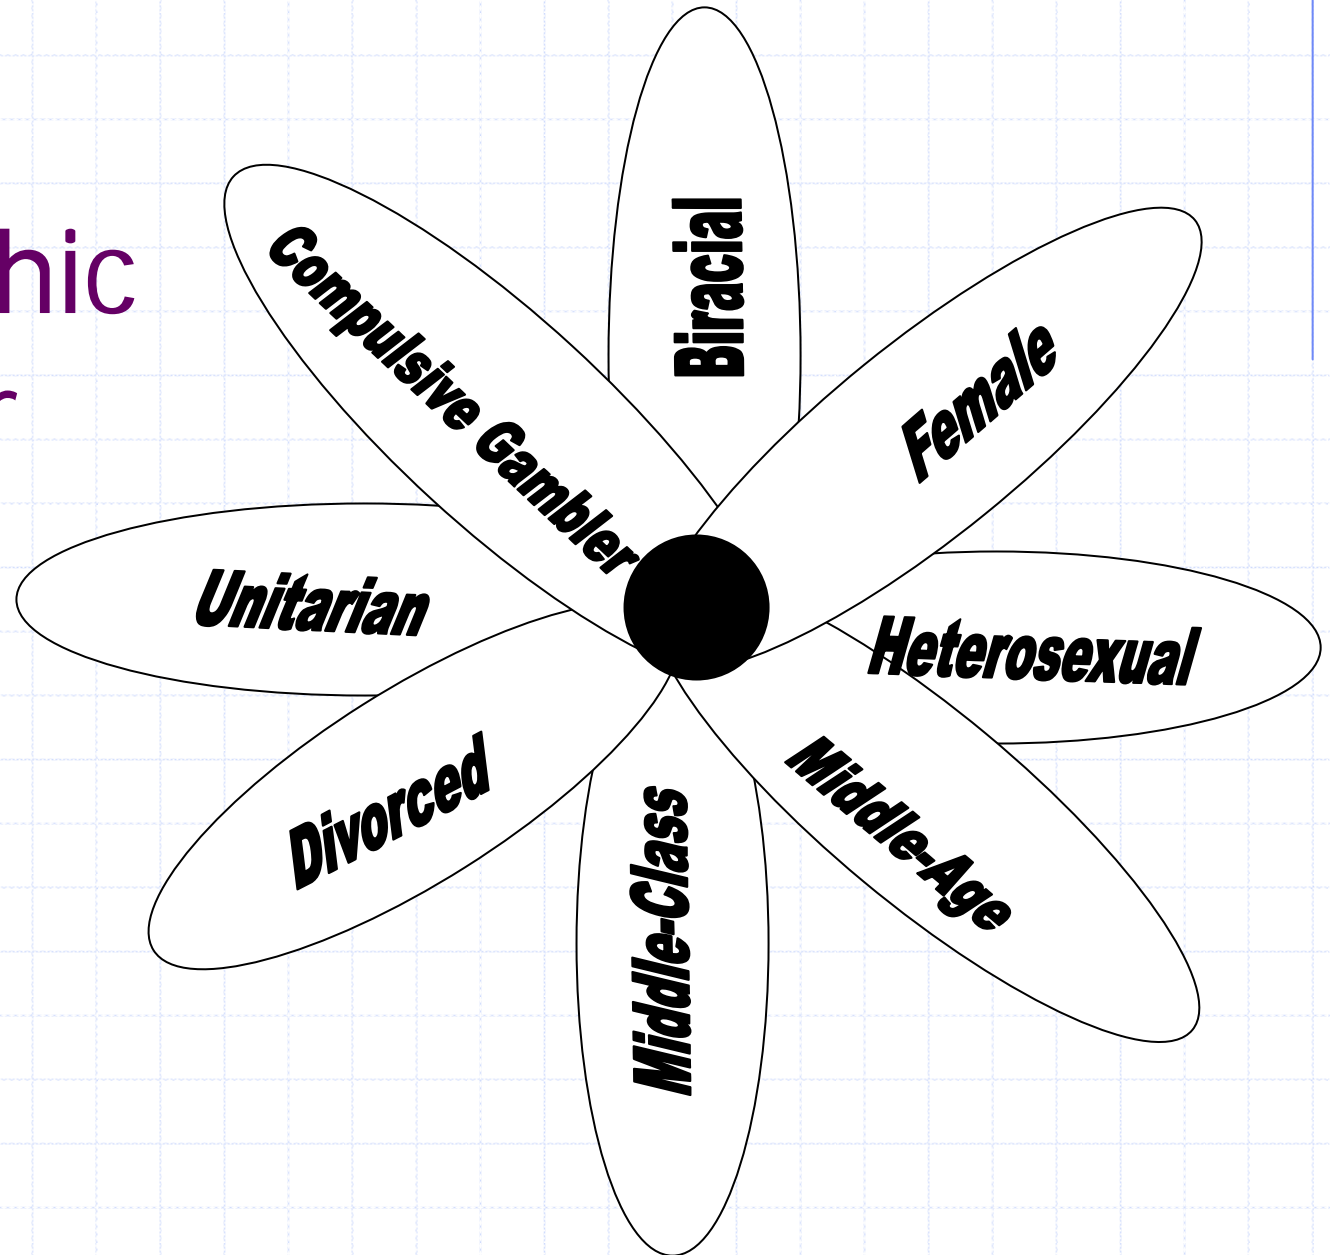 hic
r
Biracial
Female
Heterosexual
Middle-Age
Middle-Class
Divorced
Unitarian
Compulsive Gambler